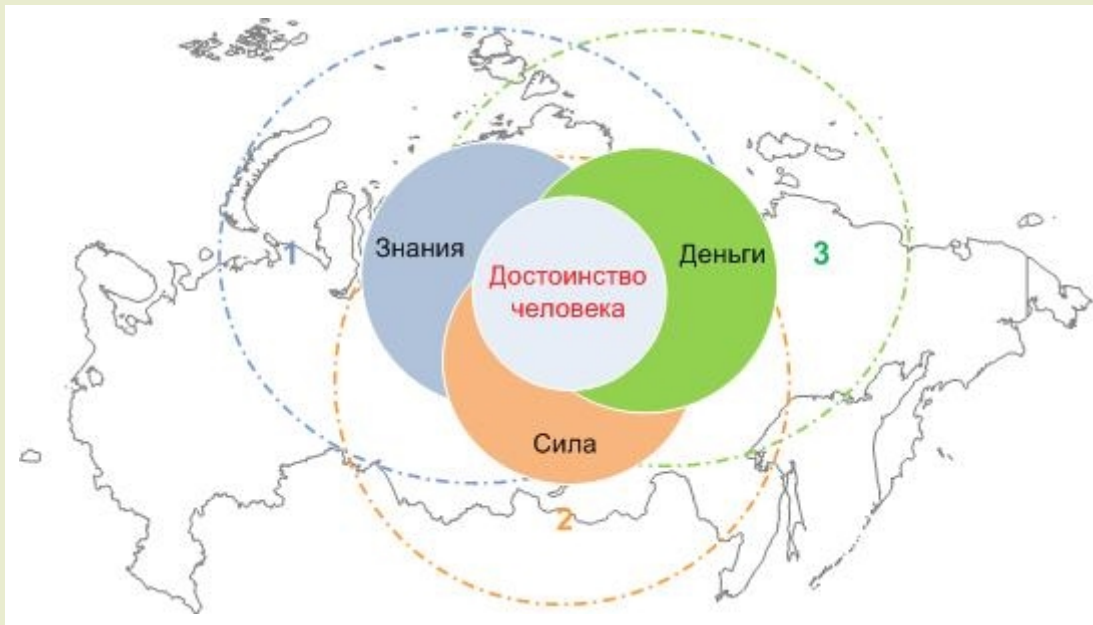 Знания
Деньги
Достоинство
человека
Сила
1
2
3